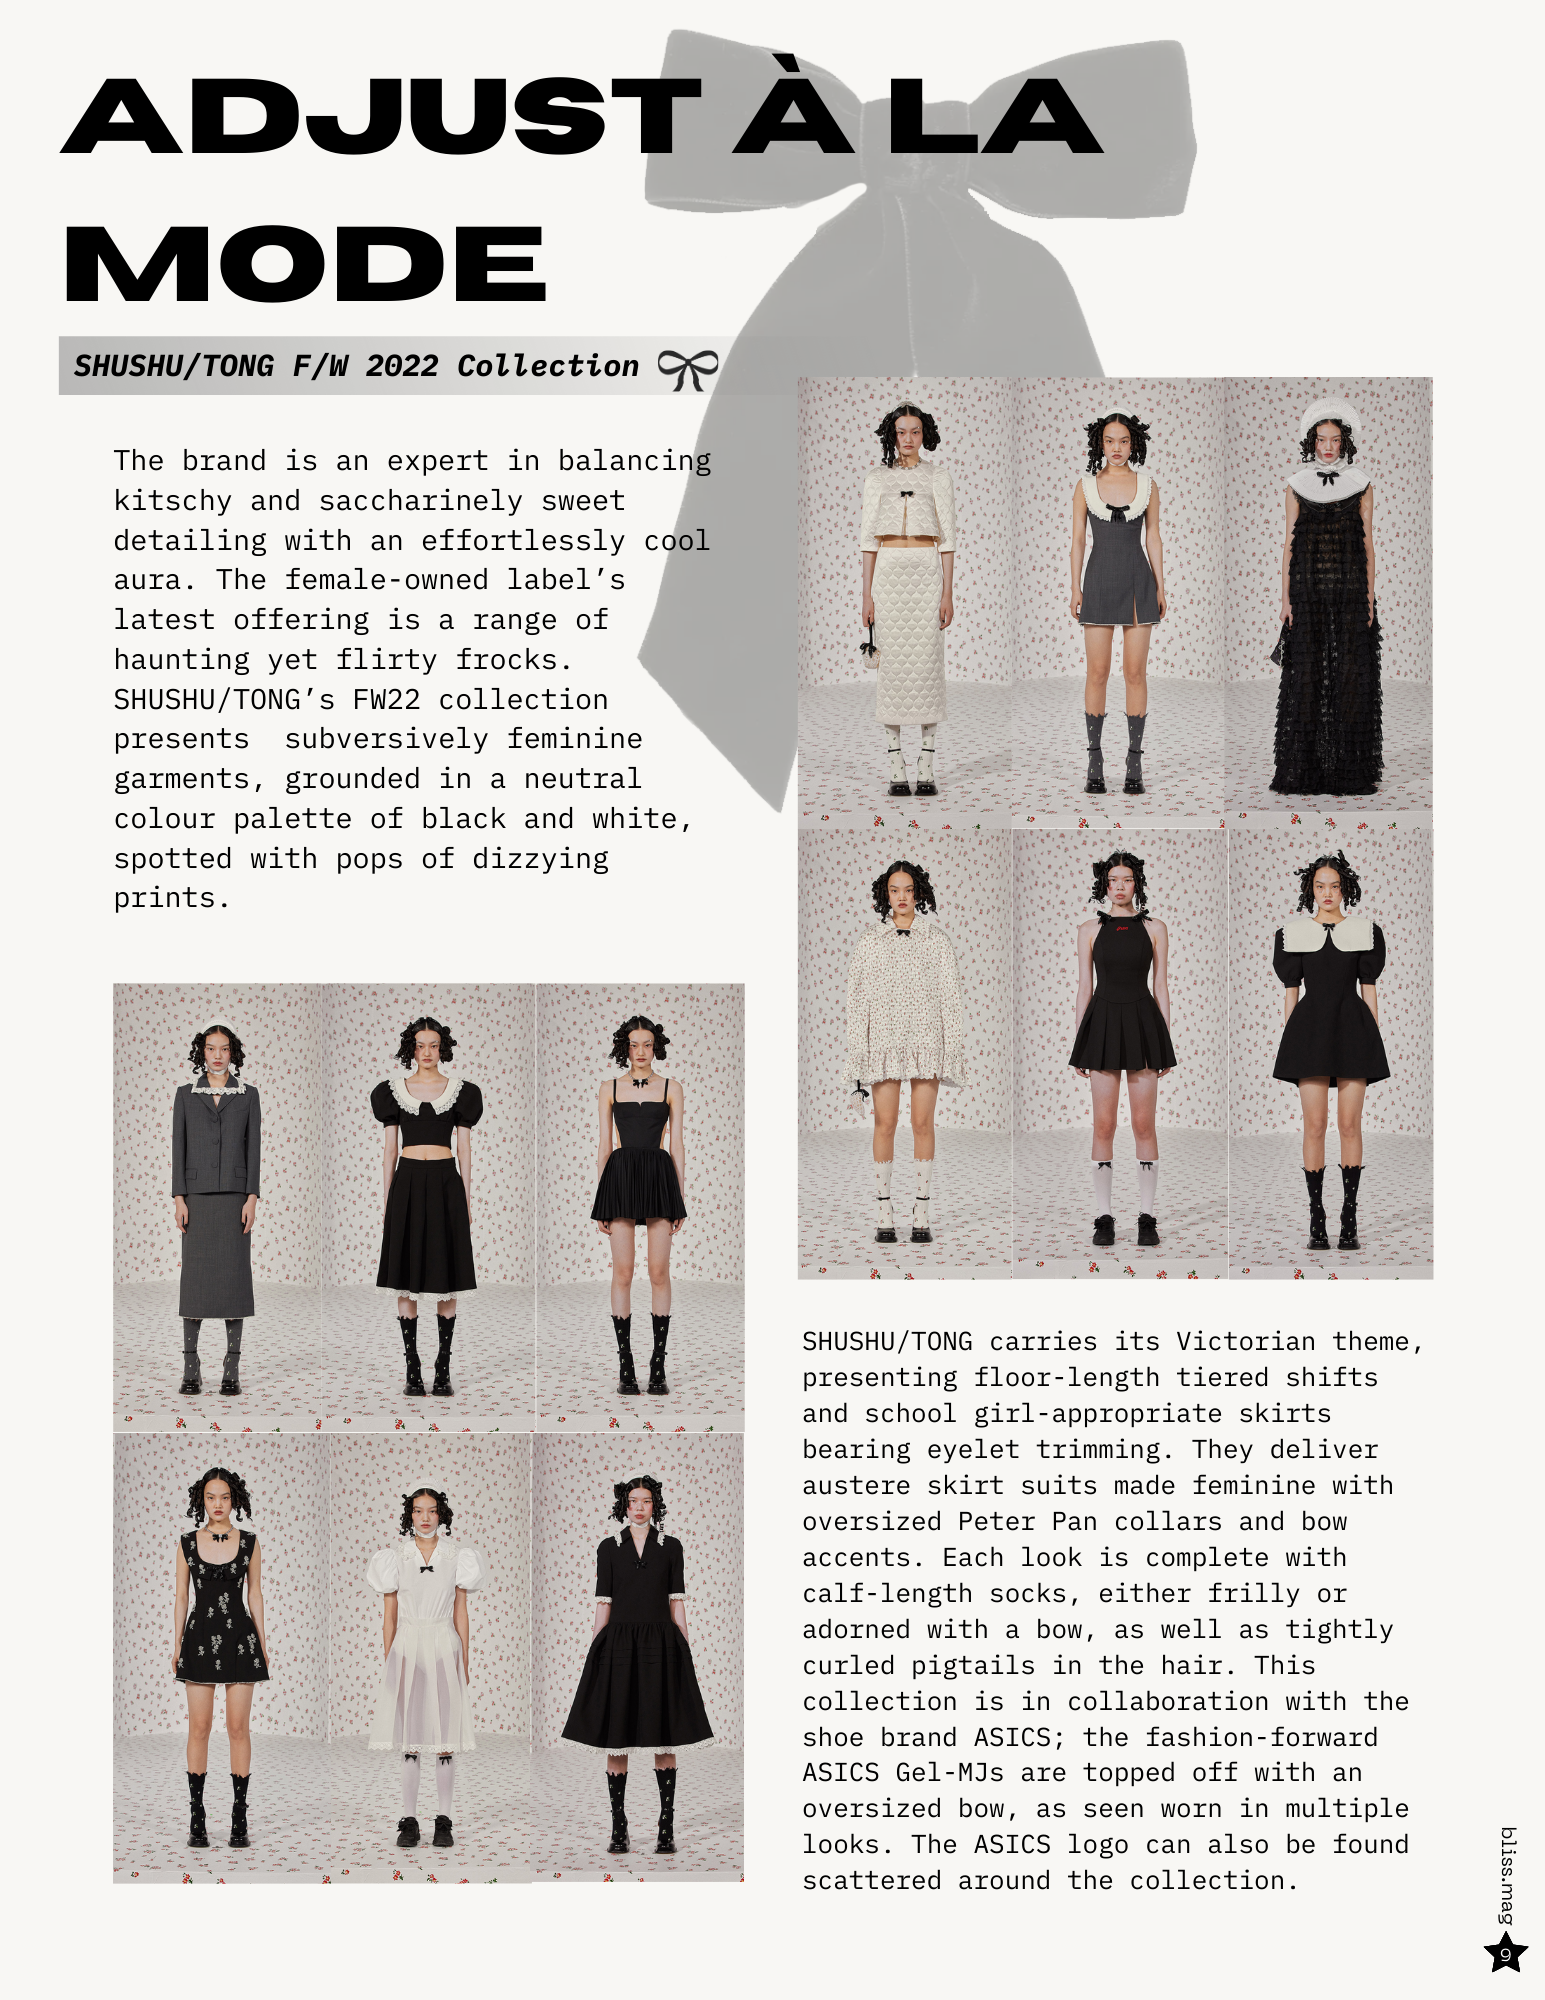 ADJUST À LA
MODE
SHUSHU/TONG F/W 2022 Collection
The brand is an expert in balancing
kitschy and saccharinely sweet
detailing with an effortlessly cool
aura. The female-owned label’s
latest offering is a range of
haunting yet flirty frocks.
SHUSHU/TONG’s FW22 collection
presents  subversively feminine
garments, grounded in a neutral
colour palette of black and white,
spotted with pops of dizzying
prints.
SHUSHU/TONG carries its Victorian theme,
presenting floor-length tiered shifts
and school girl-appropriate skirts
bearing eyelet trimming. They deliver
austere skirt suits made feminine with
oversized Peter Pan collars and bow
accents. Each look is complete with
calf-length socks, either frilly or
adorned with a bow, as well as tightly
curled pigtails in the hair. This
collection is in collaboration with the
shoe brand ASICS; the fashion-forward
ASICS Gel-MJs are topped off with an
oversized bow, as seen worn in multiple
looks. The ASICS logo can also be found
scattered around the collection.
bliss.mag
9